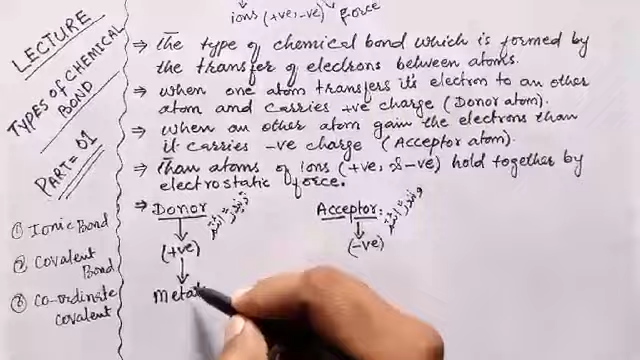 ions (+ve, -ve) force
LECTURE
TYPES OF CHEMICAL
BOND
PART= 01
① Ionic Bond
② Covalent
Bond
③ Co-ordinate
covalent
→ The type of chemical bond which is formed by
the transfer of electrons between atoms.
→ when one atom transfers it's electron to an other
atom and carries +ve charge (Donor atom).
→ when an other atom gain the electrons than
it carries -ve charge (Acceptor atom).
→ Than atoms of ions (+ve, & -ve) hold together by
electrostatic force.
→ Donor
Acceptor:
(+ve)
(-ve)
Metal